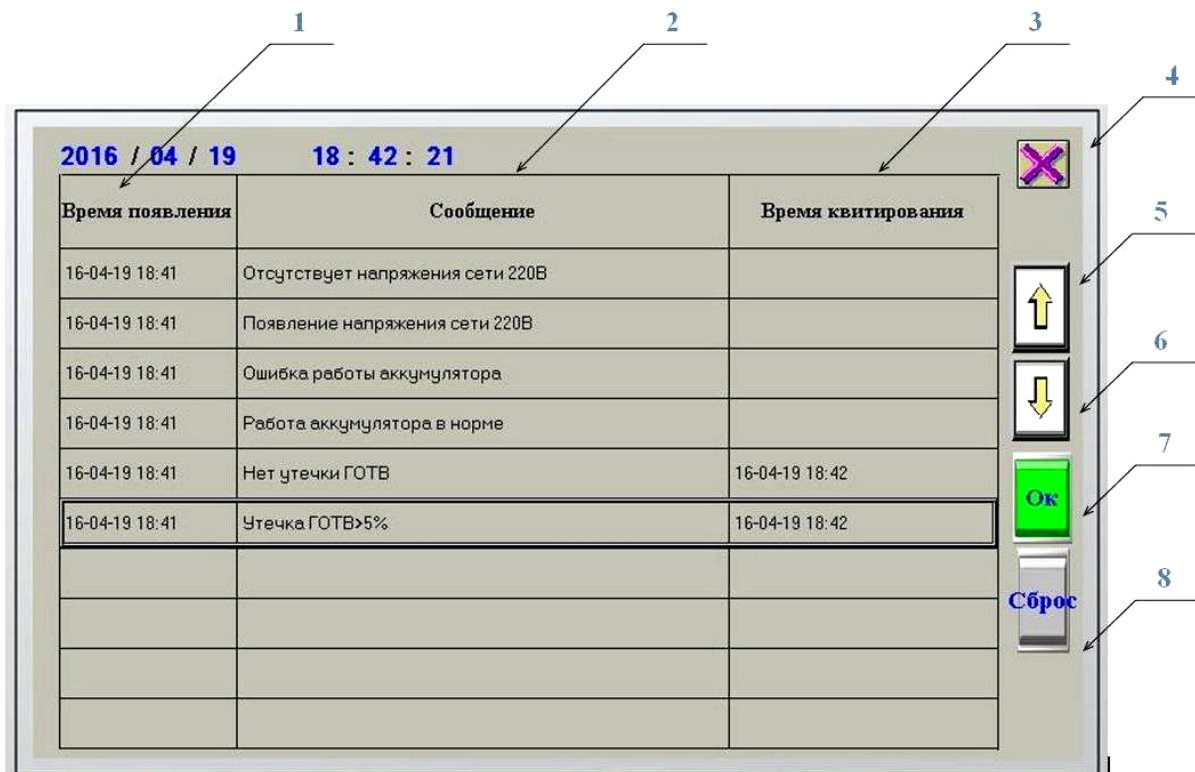 1
2
3
4
2016 / 04 / 19 18 : 42 : 21
Время появления Сообщение Время квитирования
5
16-04-19 18:41 Отсутствует напряжения сети 220В
16-04-19 18:41 Появление напряжения сети 220В
6
16-04-19 18:41 Ошибка работы аккумулятора
16-04-19 18:41 Работа аккумулятора в норме
7
16-04-19 18:41 Нет утечки ГОТВ 16-04-19 18:42
Ок
16-04-19 18:41 Утечка ГОТВ>5% 16-04-19 18:42
8
Сброс